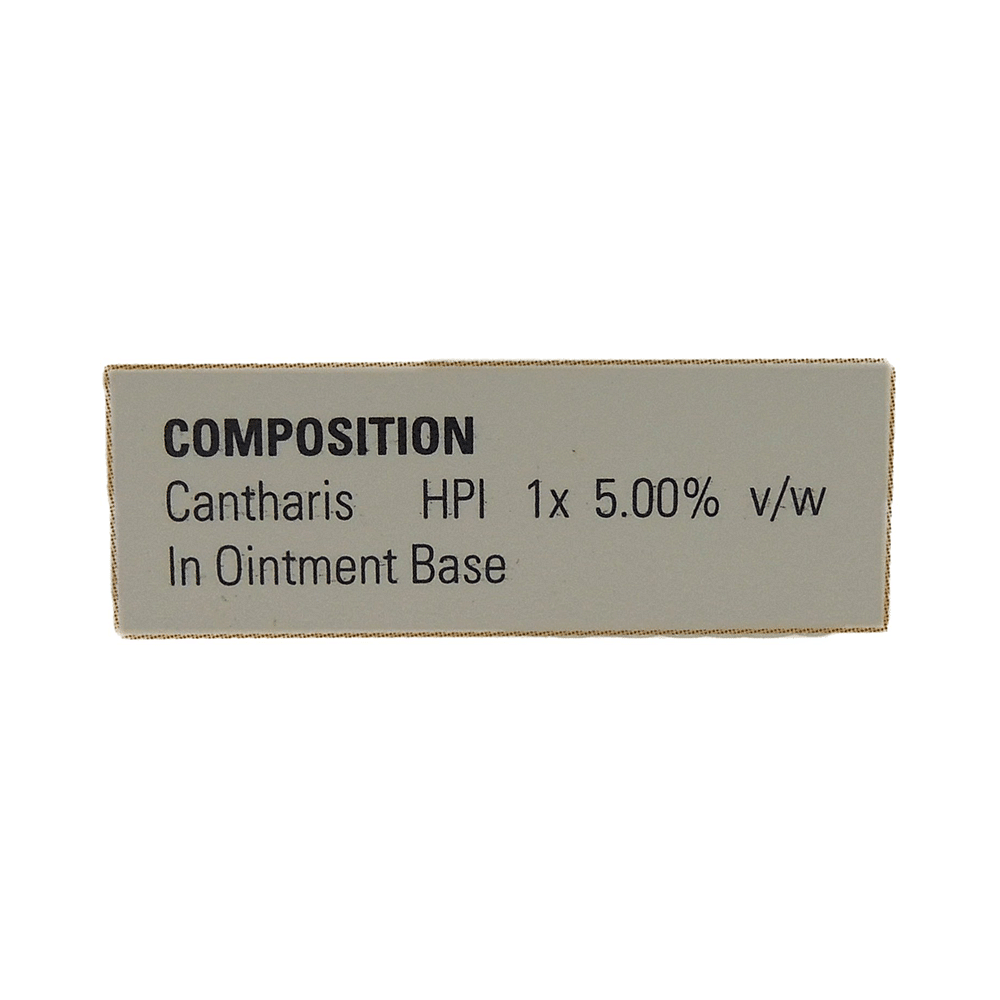 COMPOSITION
Cantharis HPI 1x 5.00% v/w
In Ointment Base